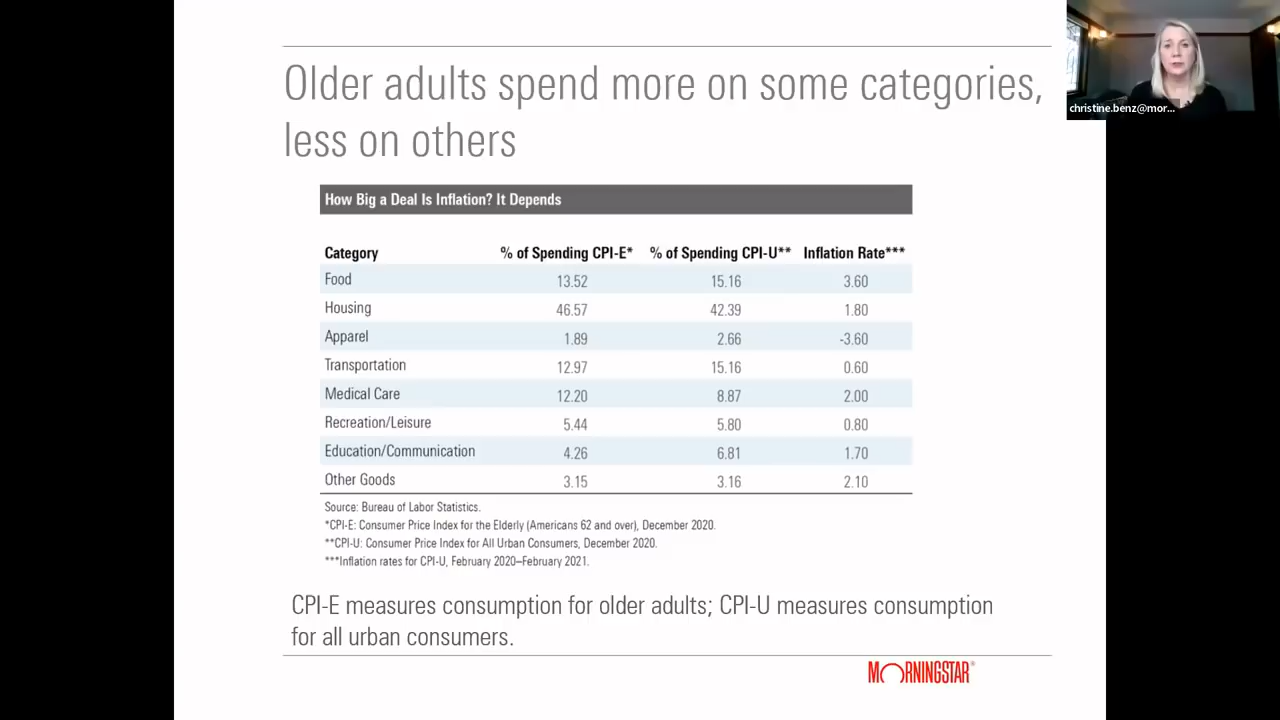 christine.benz@mor...
Older adults spend more on some categories,
less on others
How Big a Deal Is Inflation? It Depends
Category % of Spending CPI-E* % of Spending CPI-U** Inflation Rate***
Food 13.52 15.16 3.60
Housing 46.57 42.39 1.80
Apparel 1.89 2.66 -3.60
Transportation 12.97 15.16 0.60
Medical Care 12.20 8.87 2.00
Recreation/Leisure 5.44 5.80 0.80
Education/Communication 4.26 6.81 1.70
Other Goods 3.15 3.16 2.10
Source: Bureau of Labor Statistics.
*CPI-E: Consumer Price Index for the Elderly (Americans 62 and over), December 2020.
**CPI-U: Consumer Price Index for All Urban Consumers, December 2020.
***Inflation rates for CPI-U, February 2020–February 2021.
CPI-E measures consumption for older adults; CPI-U measures consumption
for all urban consumers.
MORNINGSTAR®